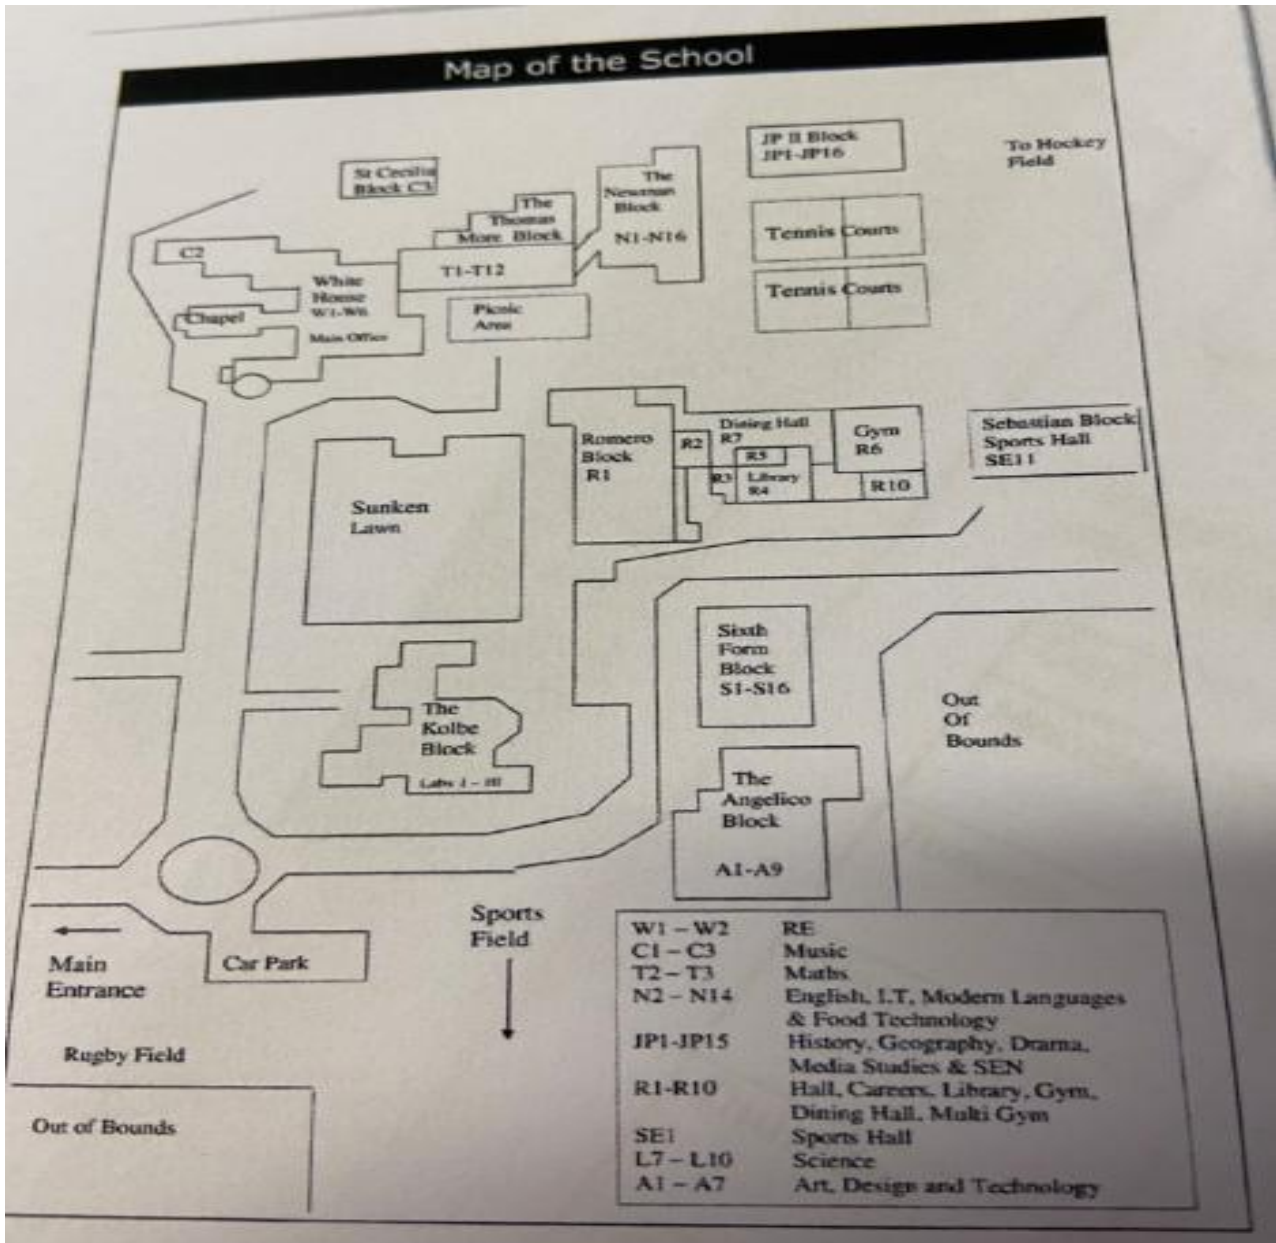 Map of the School
JP II Block
JP1-JP16
To Hockey
Field
St Cecilia
Block C3
The
Newman
Block
N1-N16
The
Thomas
More Block
T1-T12
Tennis Courts
Tennis Courts
C2
White
House
W1-W6
Main Office
Chapel
Picnic
Area
Romero
Block
R1
R2
Dining Hall
R7
R5
R3
Library
R4
Gym
R6
R10
Sebastian Block
Sports Hall
SE11
Sunken
Lawn
Sixth
Form
Block
S1-S16
Out
Of
Bounds
The
Kolbe
Block
Labs 1 - 10
The
Angelico
Block
A1-A9
Sports
Field
Car Park
Main
Entrance
Rugby Field
Out of Bounds
W1 – W2 RE
C1 – C3 Music
T2 – T3 Maths
N2 – N14 English, I.T, Modern Languages
& Food Technology
JP1-JP15 History, Geography, Drama,
Media Studies & SEN
R1-R10 Hall, Careers, Library, Gym,
Dining Hall, Multi Gym
SE1 Sports Hall
L7 – L10 Science
A1 – A7 Art, Design and Technology